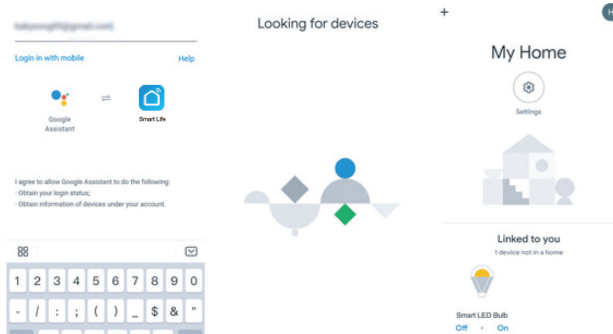 Login in with mobile
Help
Google Assistant
Smart Life
I agree to allow Google Assistant to do the following:
· Obtain your login status;
· Obtain information of devices under your account.
1 2 3 4 5 6 7 8 9 0
- / : ; ( ) _ $ & "
Looking for devices
+
H
My Home
Settings
Linked to you
1 device not in a home
Smart LED Bulb
Off · On